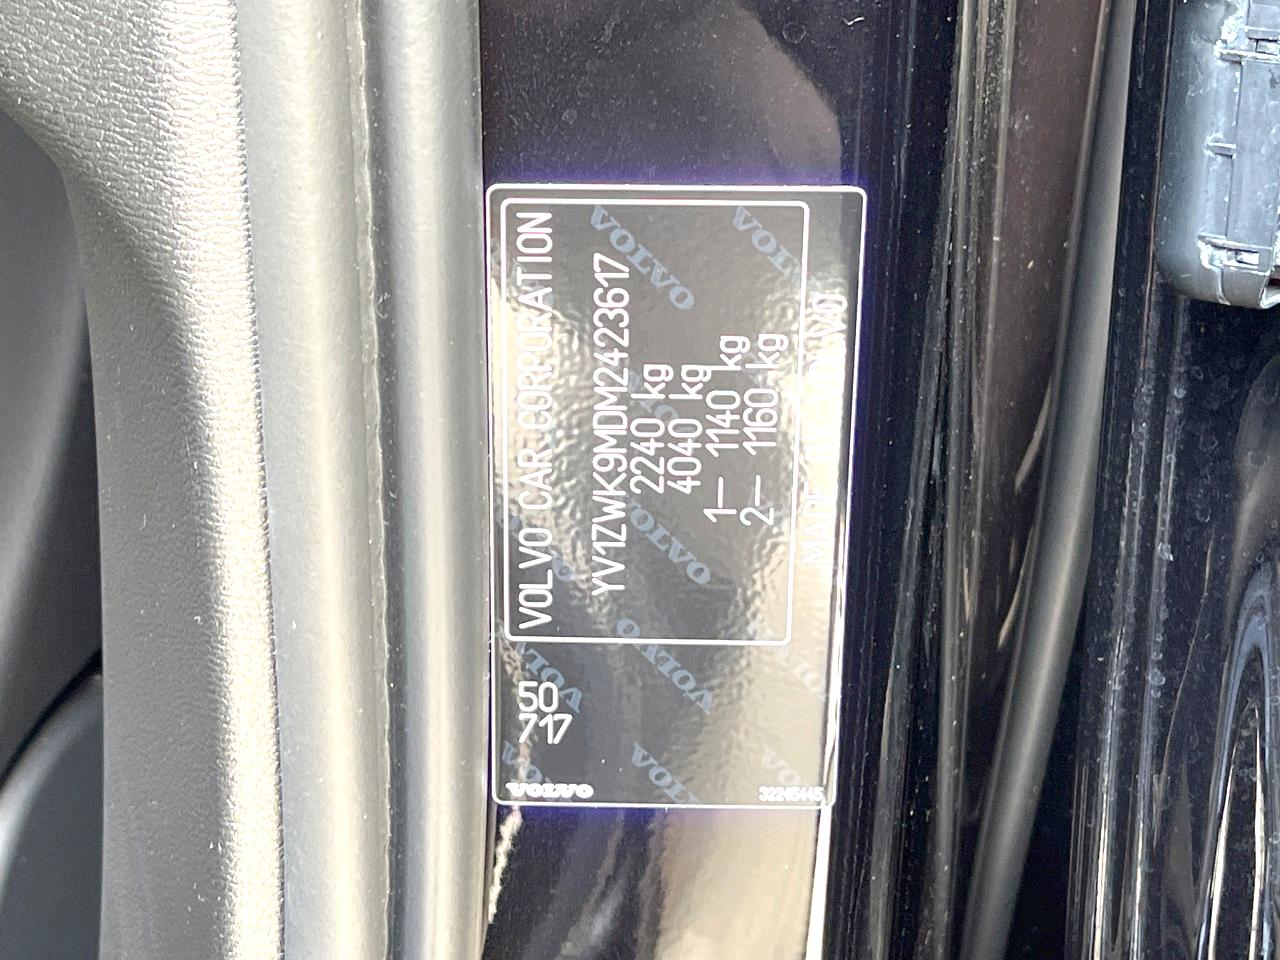 VOLVO CAR CORPORATION
YV1ZWK9MDM2423617
2240 kg
4040 kg
1– 1140 kg
2– 1160 kg
50
717
VOLVO
32245445